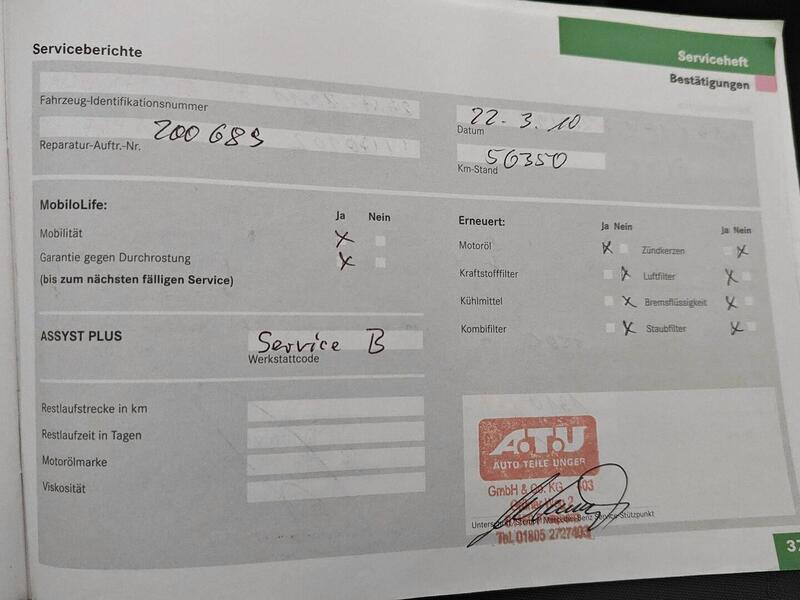 Serviceberichte
Serviceheft
Bestätigungen
Fahrzeug-Identifikationsnummer
200689
Reparatur-Auftr.-Nr.
22.3.10
Datum
56350
Km-Stand
MobiloLife:
Ja Nein
Mobilität
X
Garantie gegen Durchrostung
X
(bis zum nächsten fälligen Service)
Erneuert:
Ja Nein
Ja Nein
Motoröl X
Zündkerzen X
Kraftstofffilter X
Luftfilter X
Kühlmittel X
Bremsflüssigkeit X
Kombifilter X
Staubfilter X
ASSYST PLUS
Service B
Werkstattcode
Restlaufstrecke in km
Restlaufzeit in Tagen
Motorölmarke
Viskosität
A.T.U
AUTO TEILE UNGER
GmbH & Co. KG 403
Tel. 01805 2727403
37